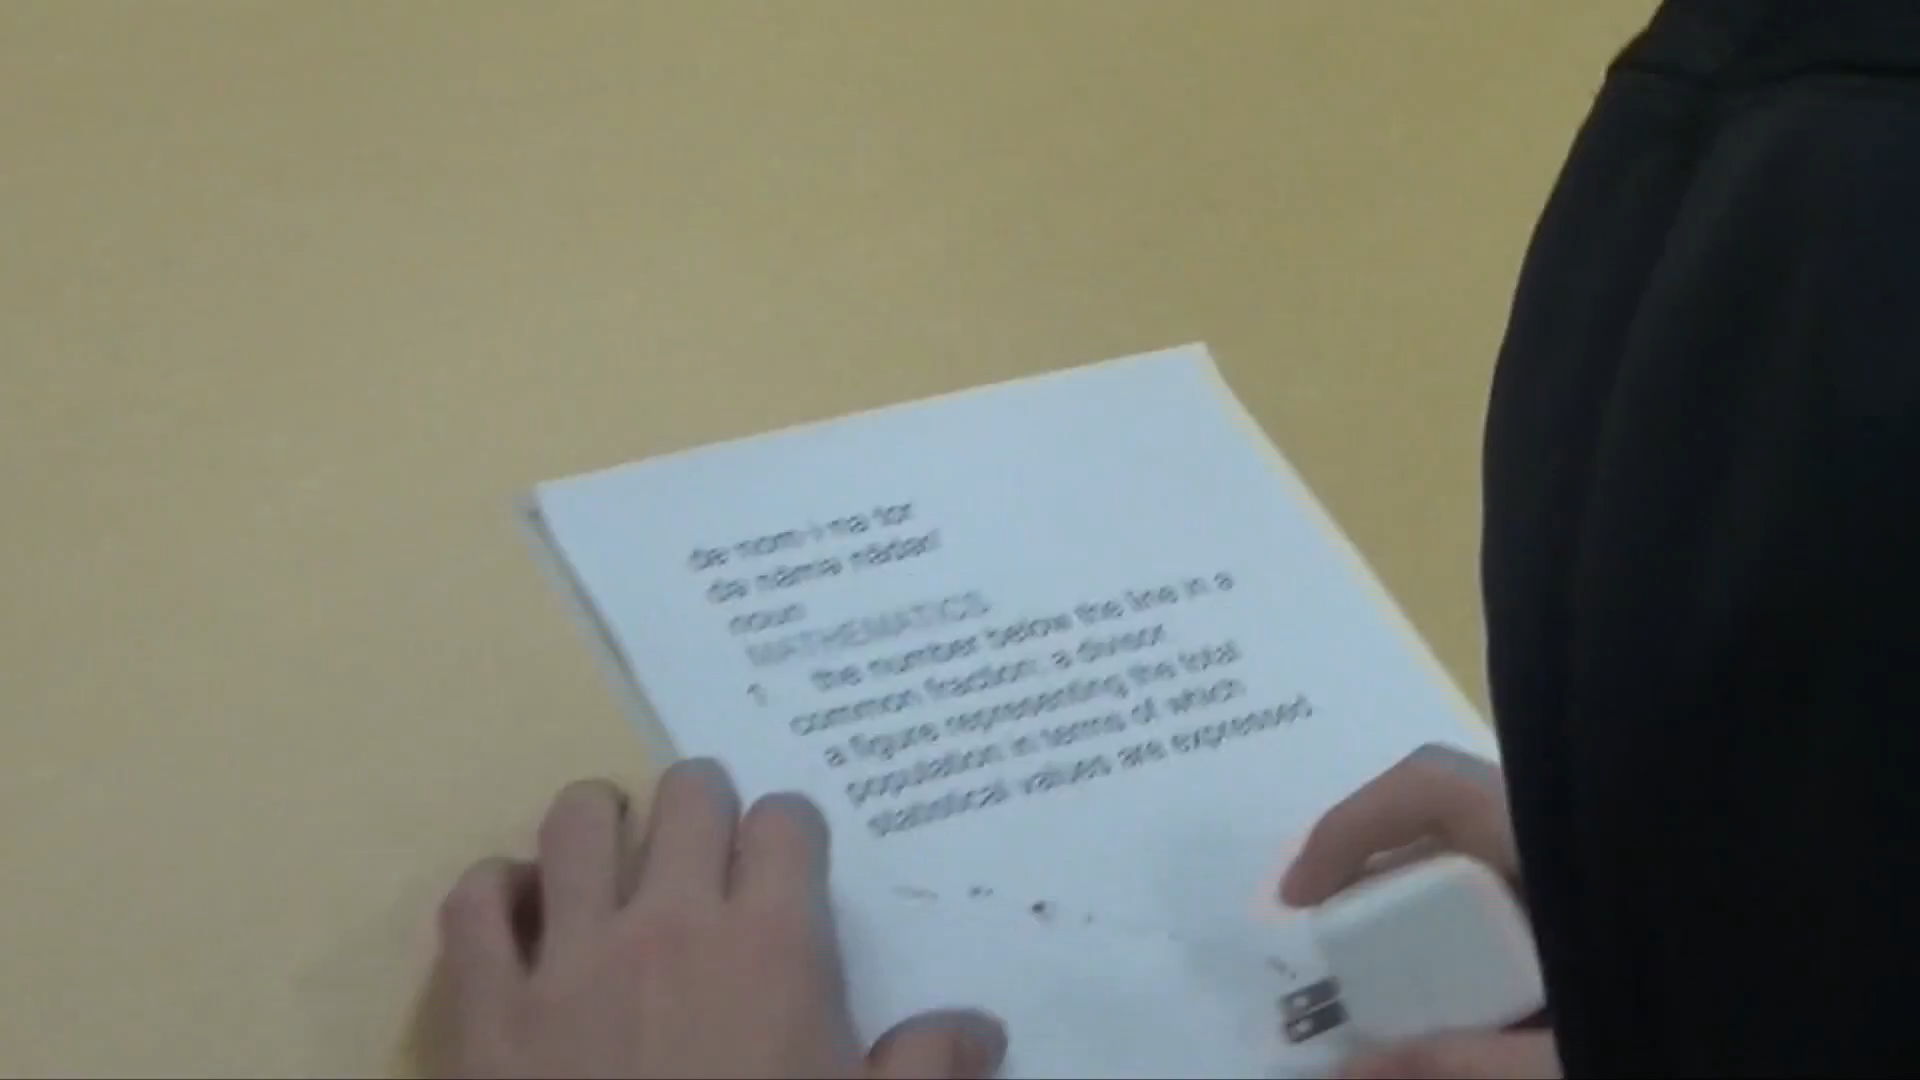 de nom i na tor
də nämə nādər
noun
MATHEMATICS
1 the number below the line in a
common fraction: a divisor.
a figure representing the total
population in terms of which
statistical values are expressed